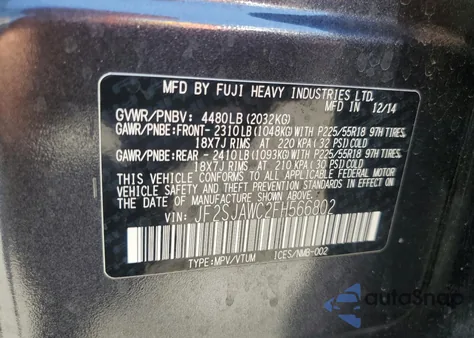 MFD BY FUJI HEAVY INDUSTRIES LTD.
MFD IN 12/14
GVWR/PNBV: 4480LB (2032KG)
GAWR/PNBE:FRONT- 2310LB (1048KG) WITH P225/55R18 97H TIRES,
18X7J RIMS AT 220 KPA( 32 PSI)COLD
GAWR/PNBE:REAR - 2410LB (1093KG) WITH P225/55R18 97H TIRES,
18X7J RIMS AT 210 KPA( 30 PSI)COLD
THIS VEHICLE CONFORMS TO ALL APPLICABLE
FEDERAL MOTOR VEHICLE SAFETY AND
THEFT PREVENTION STANDARDS IN EFFECT ON THE
DATE OF MANUFACTURE SHOWN ABOVE.
VIN: JF2SJAWC2FH566802
TYPE:MPV/VTUM ICES/NMB-002
AutoSnap